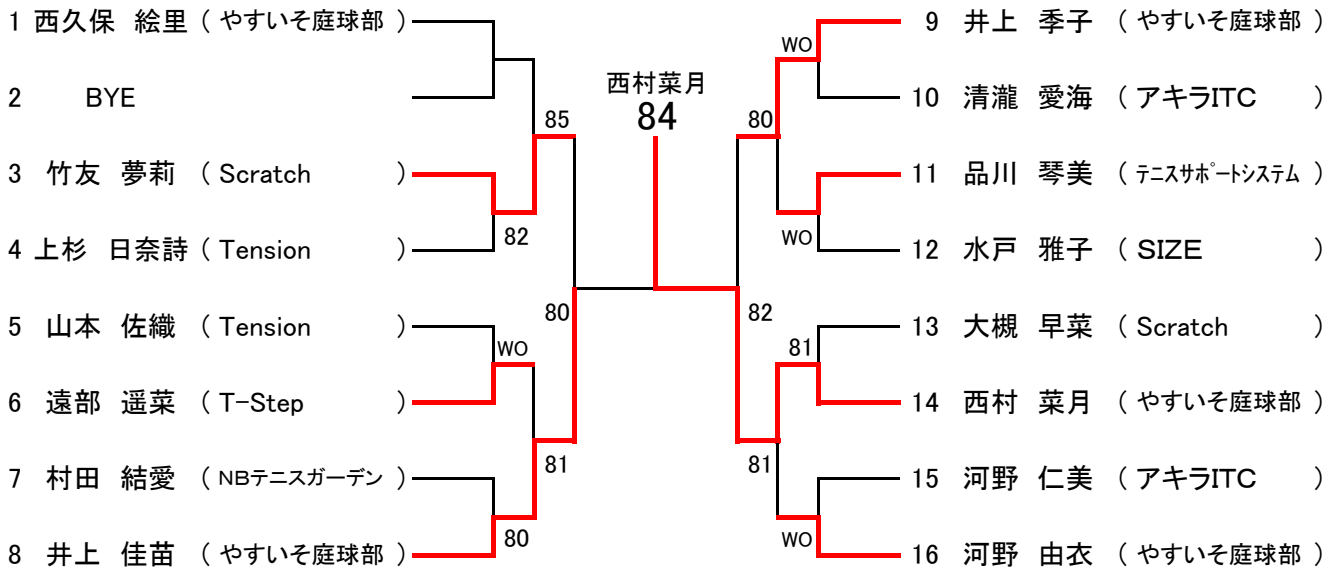 1 西久保 絵里 ( やすいそ庭球部 )
2 BYE
85
3 竹友 夢莉 ( Scratch )
82
4 上杉 日奈詩 ( Tension )
80
5 山本 佐織 ( Tension )
WO
6 遠部 遥菜 ( T-Step )
81
7 村田 結愛 ( NBテニスガーデン )
80
8 井上 佳苗 ( やすいそ庭球部 )
西村菜月
84
9 井上 季子 ( やすいそ庭球部 )
WO
10 清瀧 愛海 ( アキラITC )
80
11 品川 琴美 ( テニスサポートシステム )
WO
12 水戸 雅子 ( SIZE )
82
13 大槻 早菜 ( Scratch )
81
14 西村 菜月 ( やすいそ庭球部 )
81
15 河野 仁美 ( アキラITC )
WO
16 河野 由衣 ( やすいそ庭球部 )